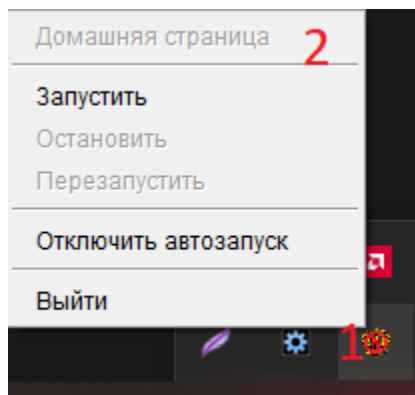 Домашняя страница 2
Запустить
Остановить
Перезапустить
Отключить автозапуск
Выйти
1